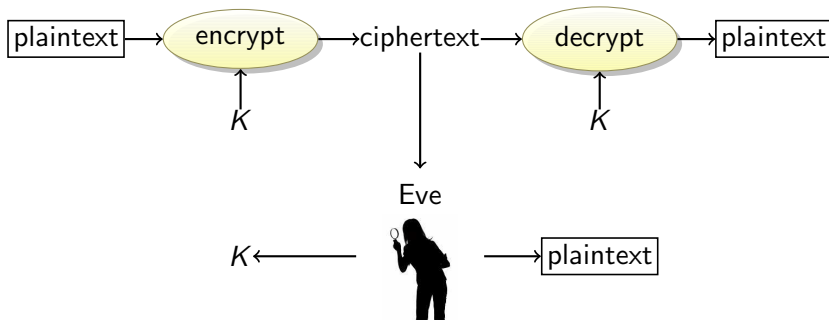 plaintext encrypt ciphertext decrypt plaintext
K K
Eve
K plaintext